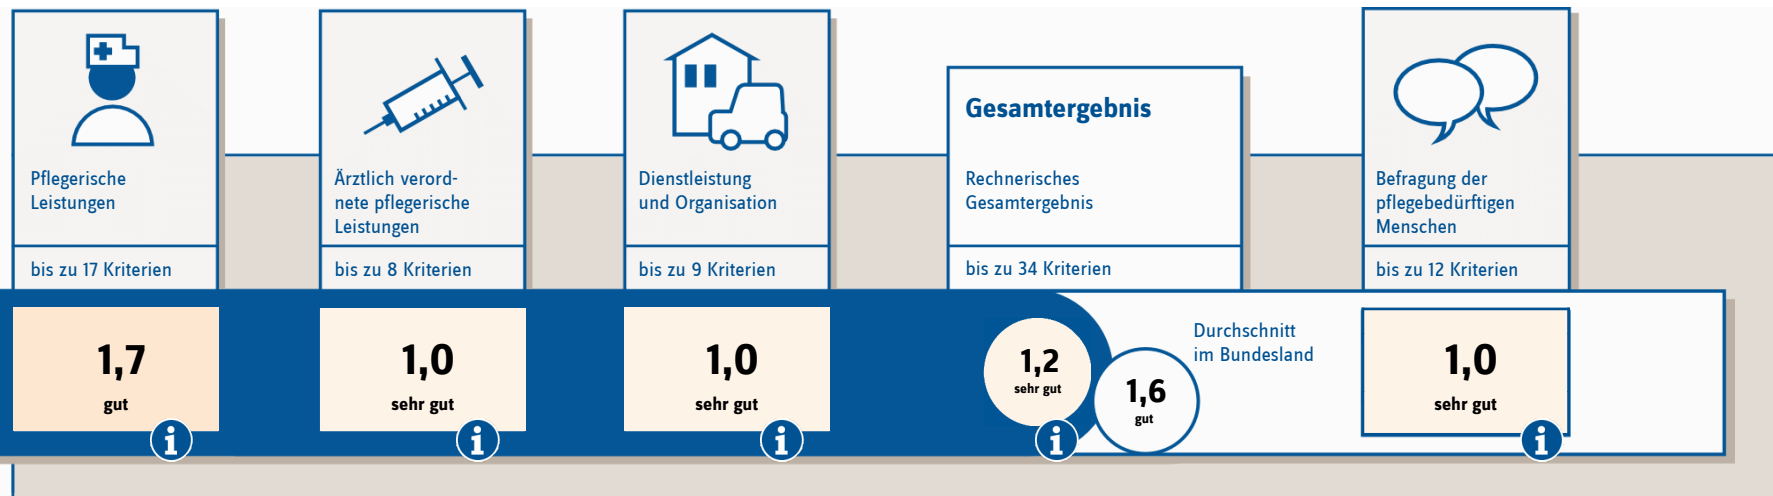 Pflegerische
Leistungen
bis zu 17 Kriterien
1,7
gut
i
Ärztlich verord-
nete pflegerische
Leistungen
bis zu 8 Kriterien
1,0
sehr gut
i
Dienstleistung
und Organisation
bis zu 9 Kriterien
1,0
sehr gut
i
Gesamtergebnis
Rechnerisches
Gesamtergebnis
bis zu 34 Kriterien
1,2
sehr gut
i
1,6
gut
Durchschnitt
im Bundesland
Befragung der
pflegebedürftigen
Menschen
bis zu 12 Kriterien
1,0
sehr gut
i